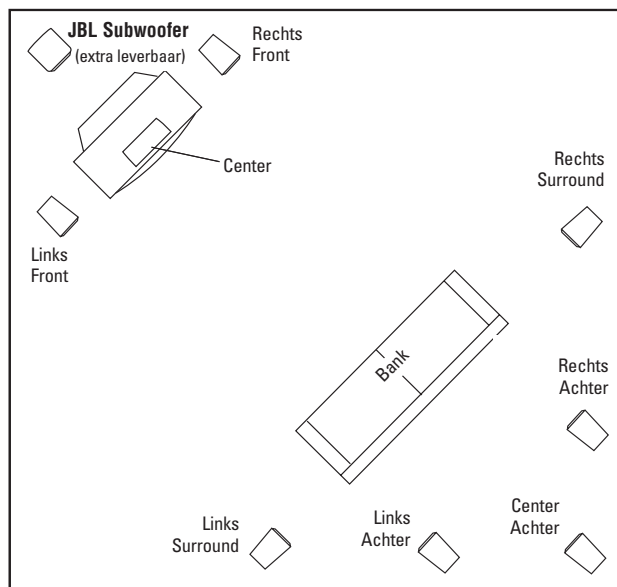 JBL Subwoofer
(extra leverbaar)
Rechts
Front
Center
Rechts
Surround
Links
Front
Bank
Rechts
Achter
Links
Surround
Links
Achter
Center
Achter